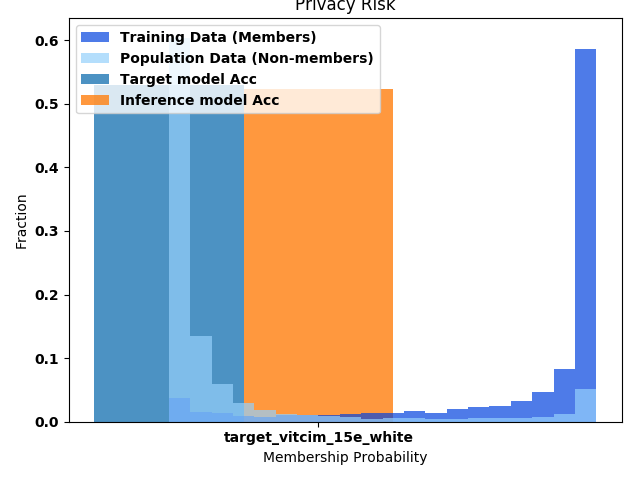 Privacy Risk
Training Data (Members)
Population Data (Non-members)
Target model Acc
Inference model Acc
0.6
0.5
0.4
0.3
0.2
0.1
0.0
Fraction
target_vitcim_15e_white
Membership Probability